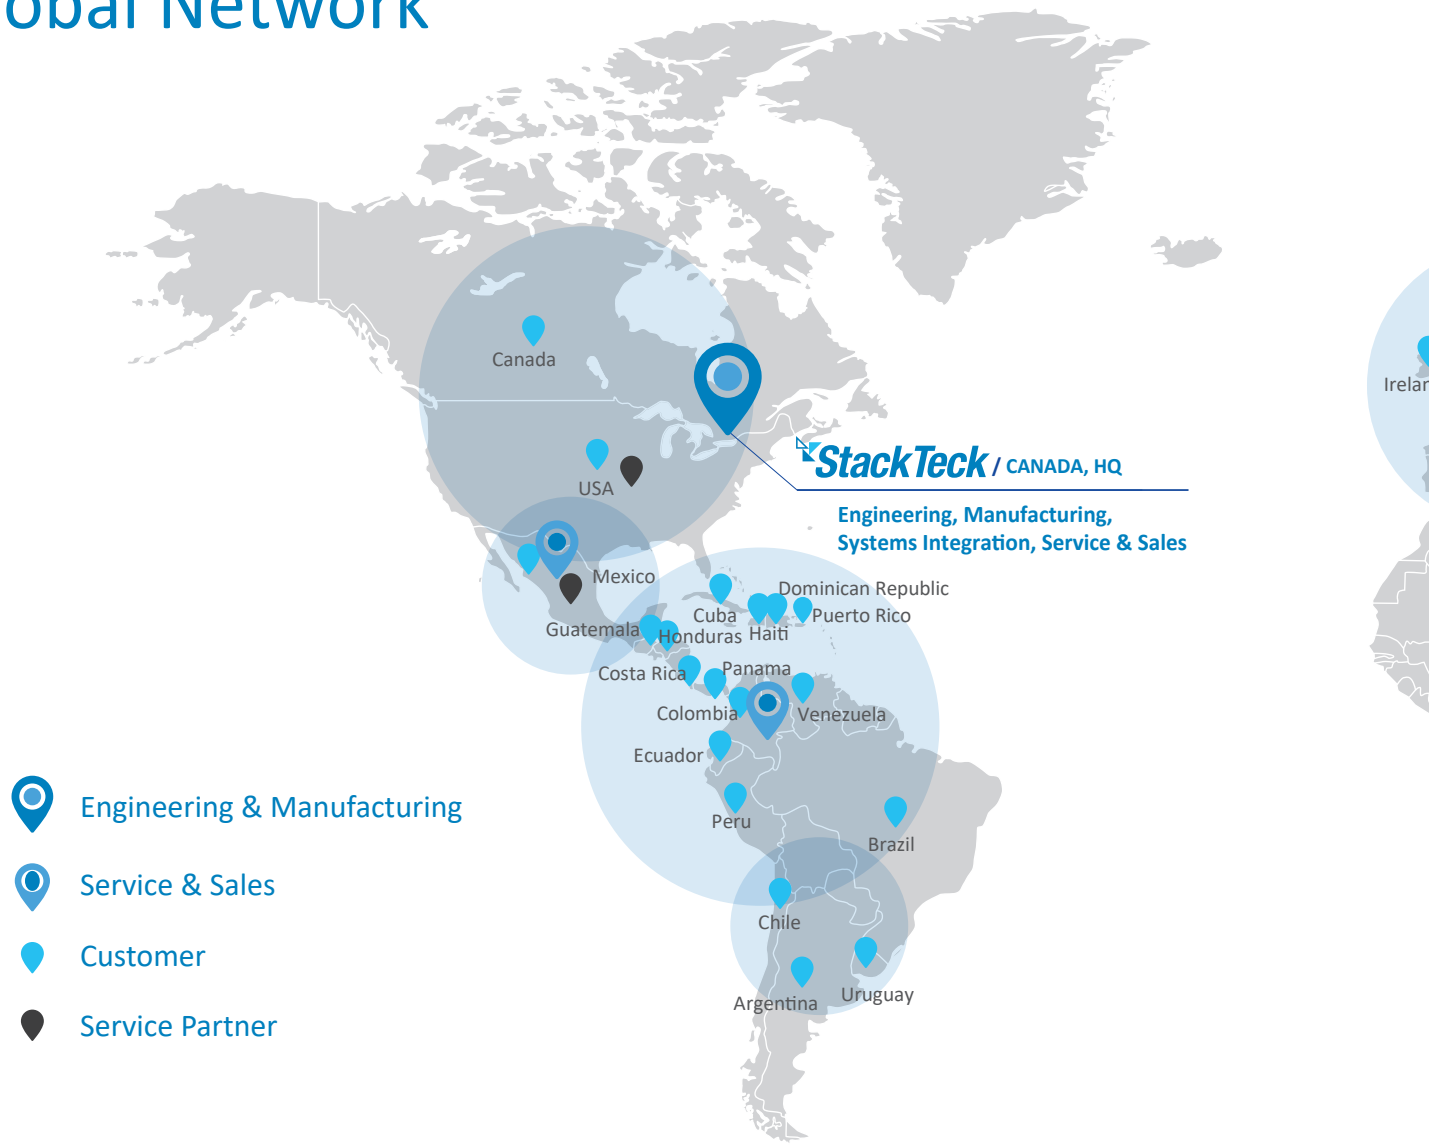 obal Network
Canada
StackTeck / CANADA, HQ
Engineering, Manufacturing,
Systems Integration, Service & Sales
USA
Mexico
Dominican Republic
Cuba
Puerto Rico
Guatemala
Honduras
Haiti
Costa Rica
Panama
Colombia
Venezuela
Ecuador
Peru
Brazil
Chile
Argentina
Uruguay
Irelan
Engineering & Manufacturing
Service & Sales
Customer
Service Partner